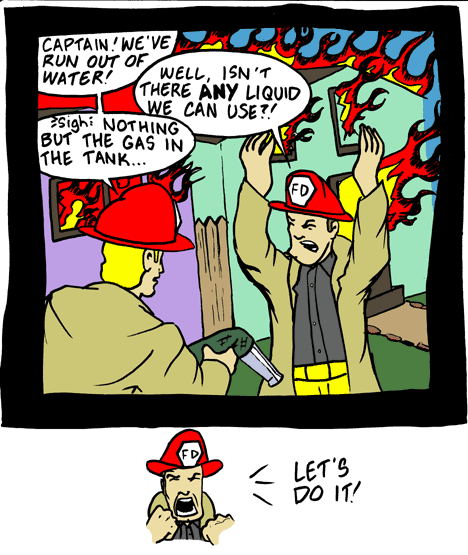 CAPTAIN! WE'VE
RUN OUT OF
WATER!
WELL, ISN'T
THERE ANY LIQUID
WE CAN USE?!
*Sigh* NOTHING
BUT THE GAS IN
THE TANK...
FD
FD
LET'S
DO IT!